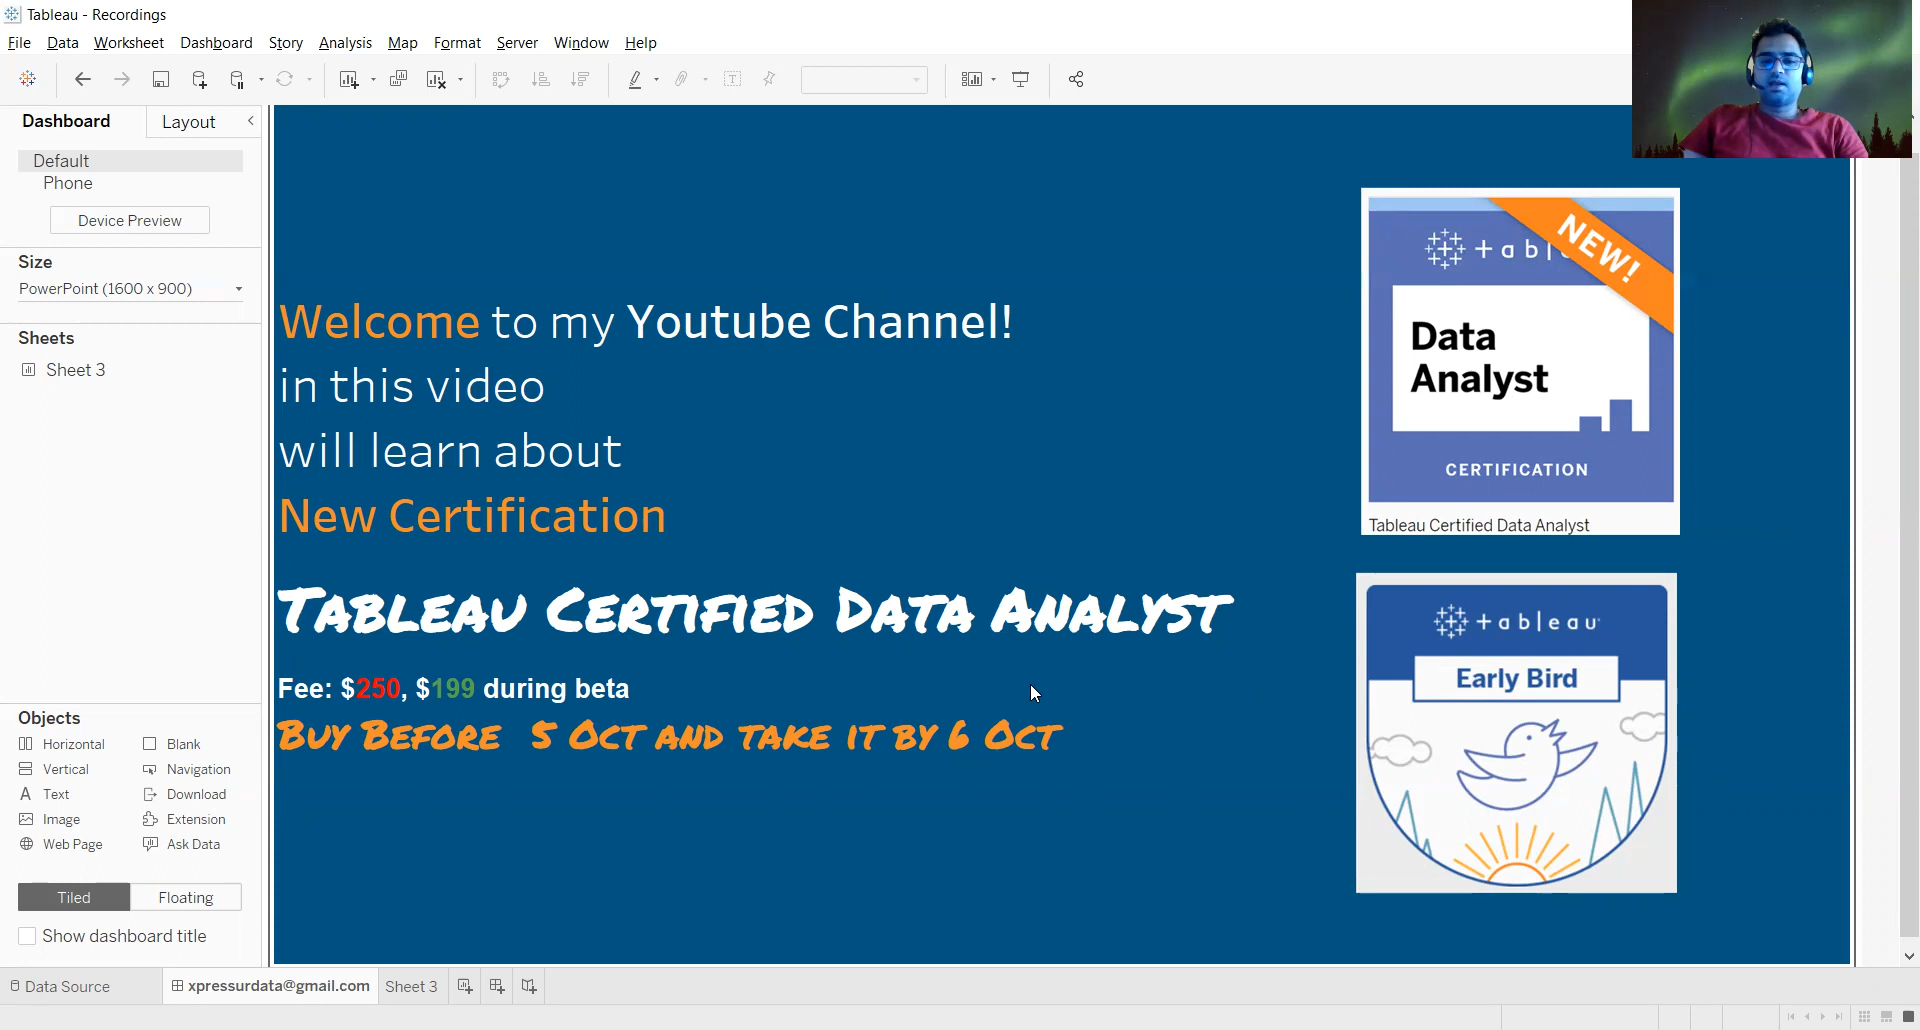 Tableau - Recordings
File Data Worksheet Dashboard Story Analysis Map Format Server Window Help
Dashboard Layout
Default
Phone
Device Preview
Size
PowerPoint (1600 x 900)
Sheets
Sheet 3
Objects
Horizontal Blank
Vertical Navigation
Text Download
Image Extension
Web Page Ask Data
Tiled Floating
Show dashboard title
Welcome to my Youtube Channel!
in this video
will learn about
New Certification
Tableau Certified Data Analyst
Fee: $250, $199 during beta
Buy Before 5 Oct and take it by 6 Oct
NEW!
Data
Analyst
CERTIFICATION
Tableau Certified Data Analyst
+ableau
Early Bird
Data Source xpressurdata@gmail.com Sheet 3